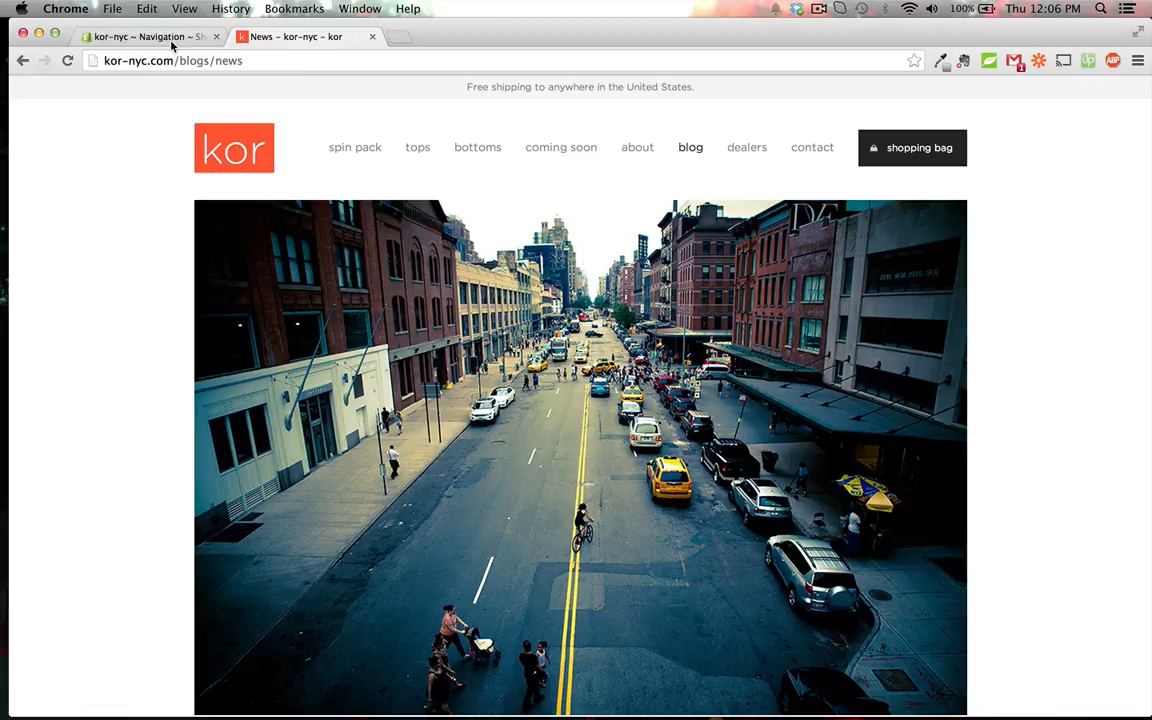 Chrome File Edit View History Bookmarks Window Help 100% Thu 12:06 PM
kor-nyc ~ Navigation ~ Sh
News – kor-nyc – kor
kor-nyc.com/blogs/news
up
ABP
Free shipping to anywhere in the United States.
kor
spin pack tops bottoms coming soon about blog dealers contact shopping bag